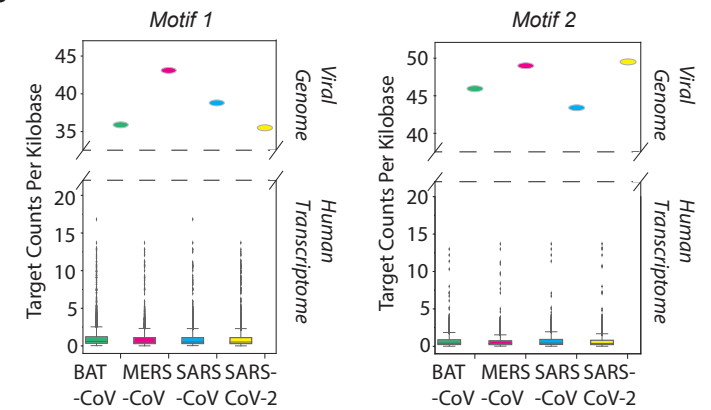 Motif 1
Target Counts Per Kilobase
45
40
35
20
15
10
5
0
Viral
Genome
Human
Transcriptome
BAT MERS SARS SARS-
-CoV -CoV -CoV CoV-2
Motif 2
Target Counts Per Kilobase
50
45
40
20
15
10
5
0
Viral
Genome
Human
Transcriptome
BAT MERS SARS SARS-
-CoV -CoV -CoV CoV-2